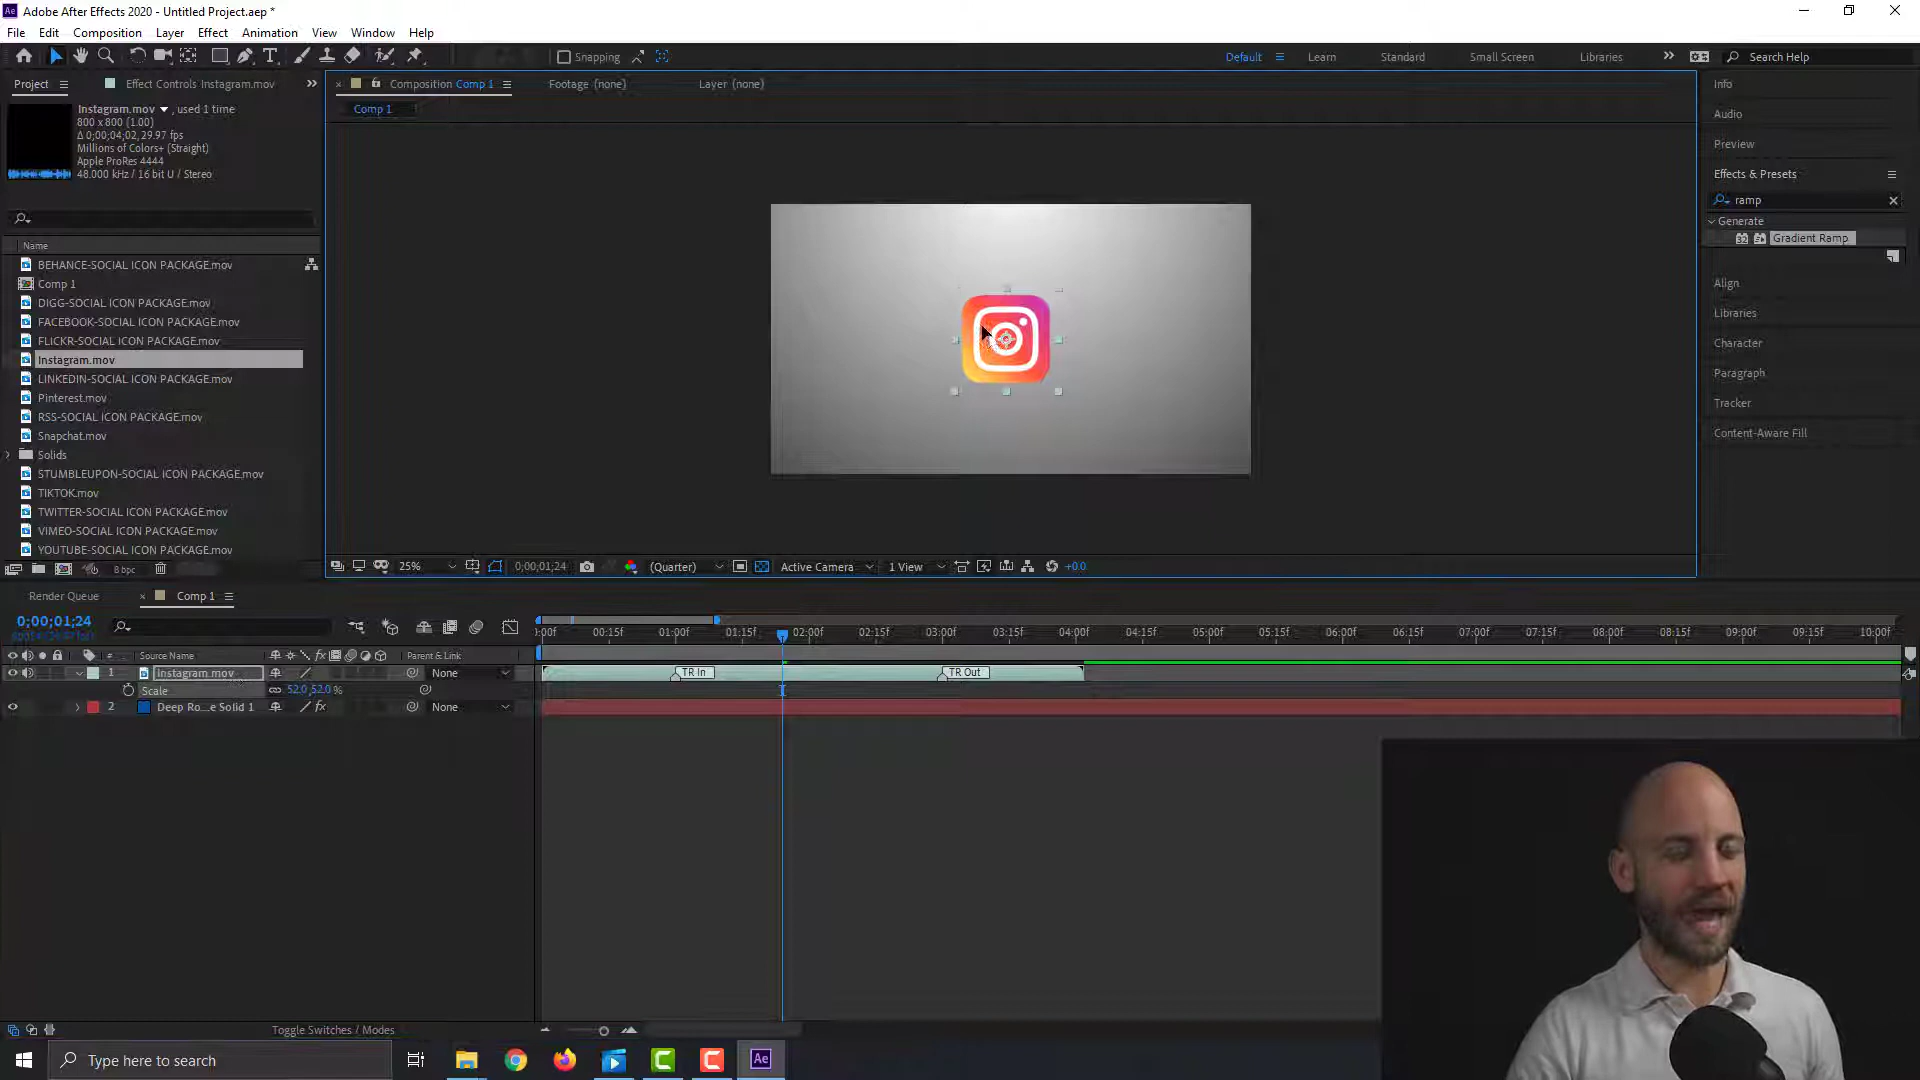 Adobe After Effects 2020 - Untitled Project.aep *
File Edit Composition Layer Effect Animation View Window Help
Snapping
Default Learn Standard Small Screen Libraries Search Help
Project Effect Controls Instagram.mov
Composition Comp 1 Footage (none) Layer (none)
Comp 1
Instagram.mov , used 1 time
800 x 800 (1.00)
Δ 0;00;04;02, 29.97 fps
Millions of Colors+ (Straight)
Apple ProRes 4444
48.000 kHz / 16 bit U / Stereo
Name
BEHANCE-SOCIAL ICON PACKAGE.mov
Comp 1
DIGG-SOCIAL ICON PACKAGE.mov
FACEBOOK-SOCIAL ICON PACKAGE.mov
FLICKR-SOCIAL ICON PACKAGE.mov
Instagram.mov
LINKEDIN-SOCIAL ICON PACKAGE.mov
Pinterest.mov
RSS-SOCIAL ICON PACKAGE.mov
Snapchat.mov
Solids
STUMBLEUPON-SOCIAL ICON PACKAGE.mov
TIKTOK.mov
TWITTER-SOCIAL ICON PACKAGE.mov
VIMEO-SOCIAL ICON PACKAGE.mov
YOUTUBE-SOCIAL ICON PACKAGE.mov
8 bpc
Info
Audio
Preview
Effects & Presets
ramp
Generate
32 Gradient Ramp
Align
Libraries
Character
Paragraph
Tracker
Content-Aware Fill
25% 0;00;01;24 (Quarter) Active Camera 1 View +0.0
Render Queue Comp 1
0;00;01;24
:00f 00:15f 01:00f 01:15f 02:00f 02:15f 03:00f 03:15f 04:00f 04:15f 05:00f 05:15f 06:00f 06:15f 07:00f 07:15f 08:00f 08:15f 09:00f 09:15f 10:00f
# Source Name fx Parent & Link
1 Instagram.mov None TR In TR Out
Scale 52.0,52.0%
2 Deep Ro...e Solid 1 fx None
Toggle Switches / Modes
Type here to search
Ae